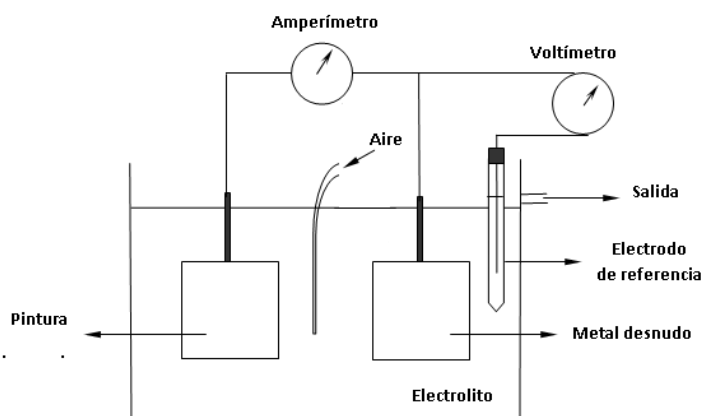 Amperímetro
Voltímetro
Aire
Salida
Electrodo
de referencia
Pintura
Metal desnudo
Electrolito